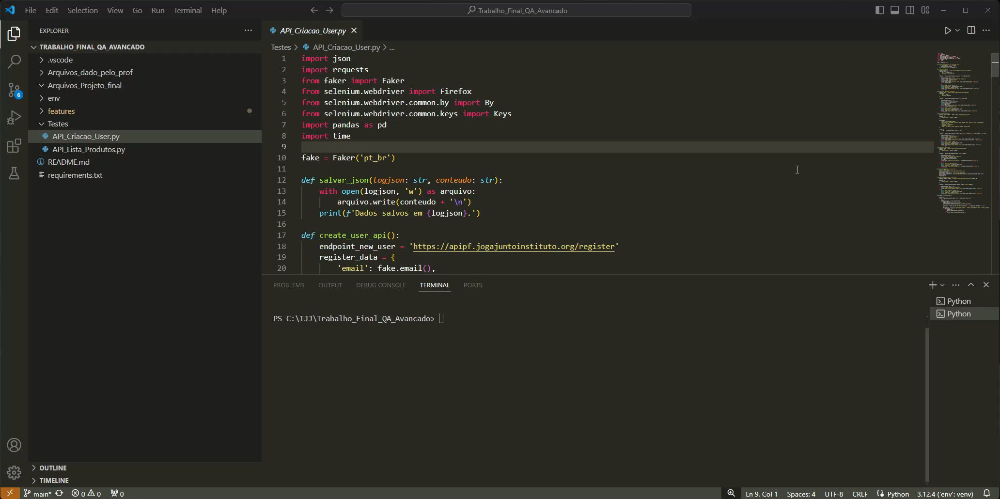 File Edit Selection View Go Run Terminal Help
Trabalho_Final_QA_Avancado
EXPLORER
TRABALHO_FINAL_QA_AVANCADO
.vscode
Arquivos_dado_pelo_prof
Arquivos_Projeto_final
env
features
Testes
API_Criacao_User.py
API_Lista_Produtos.py
README.md
requirements.txt
OUTLINE
TIMELINE
6
API_Criacao_User.py
Testes > API_Criacao_User.py > ...
1 import json
2 import requests
3 from faker import Faker
4 from selenium.webdriver import Firefox
5 from selenium.webdriver.common.by import By
6 from selenium.webdriver.common.keys import Keys
7 import pandas as pd
8 import time
9
10 fake = Faker('pt_br')
11
12 def salvar_json(logjson: str, conteudo: str):
13     with open(logjson, 'w') as arquivo:
14         arquivo.write(conteudo + '\n')
15     print(f'Dados salvos em {logjson}.')
16
17 def create_user_api():
18     endpoint_new_user = 'https://apipf.jogajuntoinstituto.org/register'
19     register_data = {
20         'email': fake.email(),
PROBLEMS OUTPUT DEBUG CONSOLE TERMINAL PORTS
PS C:\IJJ\Trabalho_Final_QA_Avancado>
Python
Python
main* 0 0 0 Ln 9, Col 1 Spaces: 4 UTF-8 CRLF Python 3.12.4 ('env': venv)